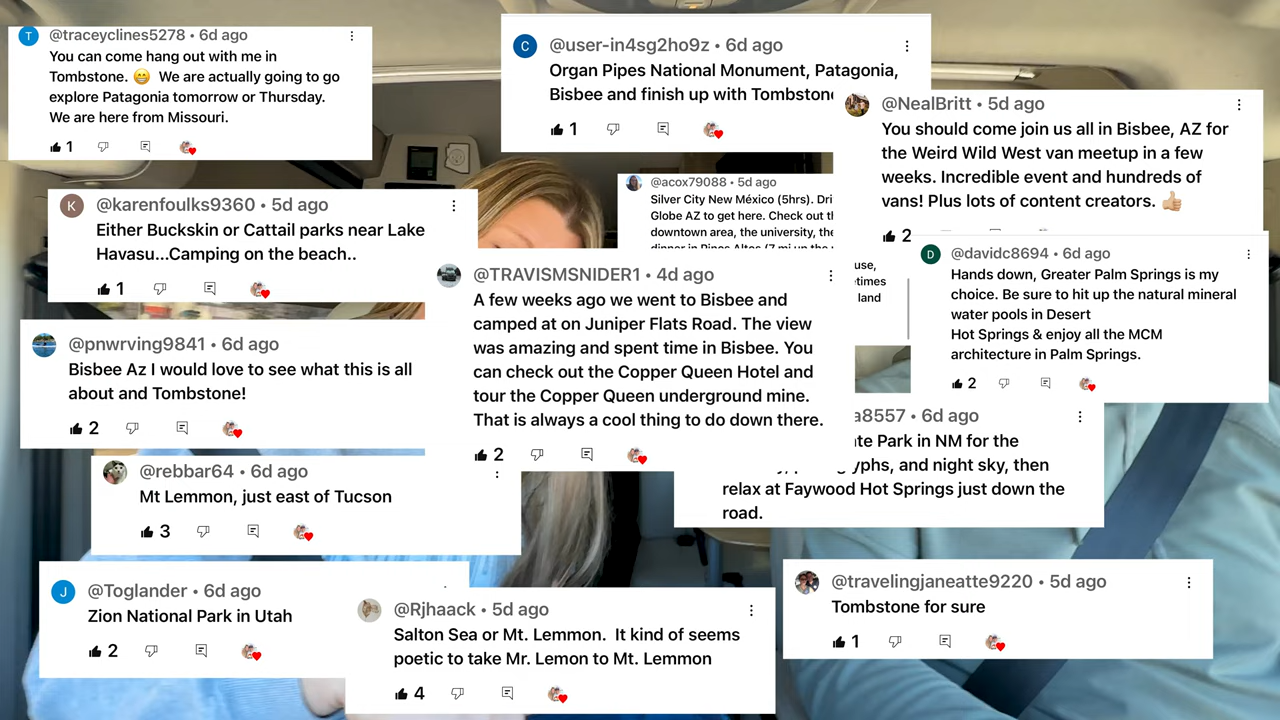 @traceyclines5278 • 6d ago
You can come hang out with me in
Tombstone. 😁 We are actually going to go
explore Patagonia tomorrow or Thursday.
We are here from Missouri.
1
@user-in4sg2ho9z • 6d ago
Organ Pipes National Monument, Patagonia,
Bisbee and finish up with Tombstone
1
@NealBritt • 5d ago
You should come join us all in Bisbee, AZ for
the Weird Wild West van meetup in a few
weeks. Incredible event and hundreds of
vans! Plus lots of content creators. 👍🏼
2
@acox79088 • 5d ago
Silver City New México (5hrs).
Globe AZ to get here. Check out
downtown area, the university,
K
@karenfoulks9360 • 5d ago
Either Buckskin or Cattail parks near Lake
Havasu...Camping on the beach..
1
@TRAVISMSNIDER1 • 4d ago
A few weeks ago we went to Bisbee and
camped at on Juniper Flats Road. The view
was amazing and spent time in Bisbee. You
can check out the Copper Queen Hotel and
tour the Copper Queen underground mine.
That is always a cool thing to do down there.
2
land
D
@davidc8694 • 6d ago
Hands down, Greater Palm Springs is my
choice. Be sure to hit up the natural mineral
water pools in Desert
Hot Springs & enjoy all the MCM
architecture in Palm Springs.
2
@pnwrving9841 • 6d ago
Bisbee Az I would love to see what this is all
about and Tombstone!
2
a8557 • 6d ago
Park in NM for the
and night sky, then
relax at Faywood Hot Springs just down the
road.
@rebbar64 • 6d ago
Mt Lemmon, just east of Tucson
3
J
@Toglander • 6d ago
Zion National Park in Utah
2
@Rjhaack • 5d ago
Salton Sea or Mt. Lemmon. It kind of seems
poetic to take Mr. Lemon to Mt. Lemmon
4
@travelingjaneatte9220 • 5d ago
Tombstone for sure
1